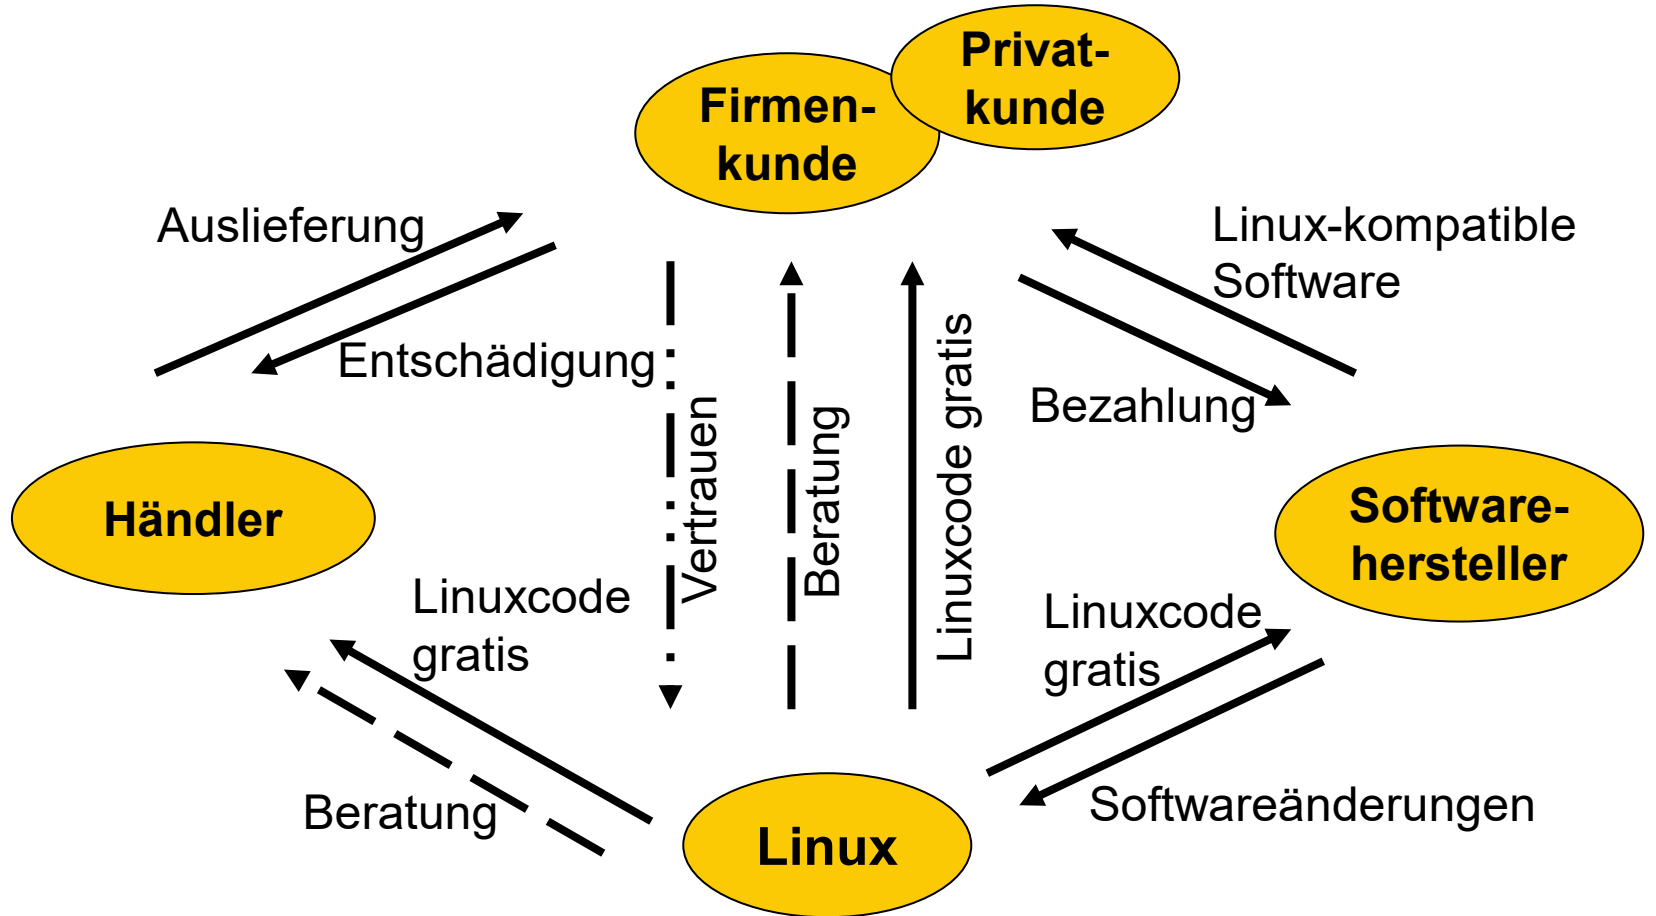 Privat-
kunde
Firmen-
kunde
Auslieferung
Linux-kompatible
Software
Entschädigung
Bezahlung
Vertrauen
Beratung
Linuxcode gratis
Händler
Software-
hersteller
Linuxcode
gratis
Linuxcode
gratis
Beratung
Softwareänderungen
Linux